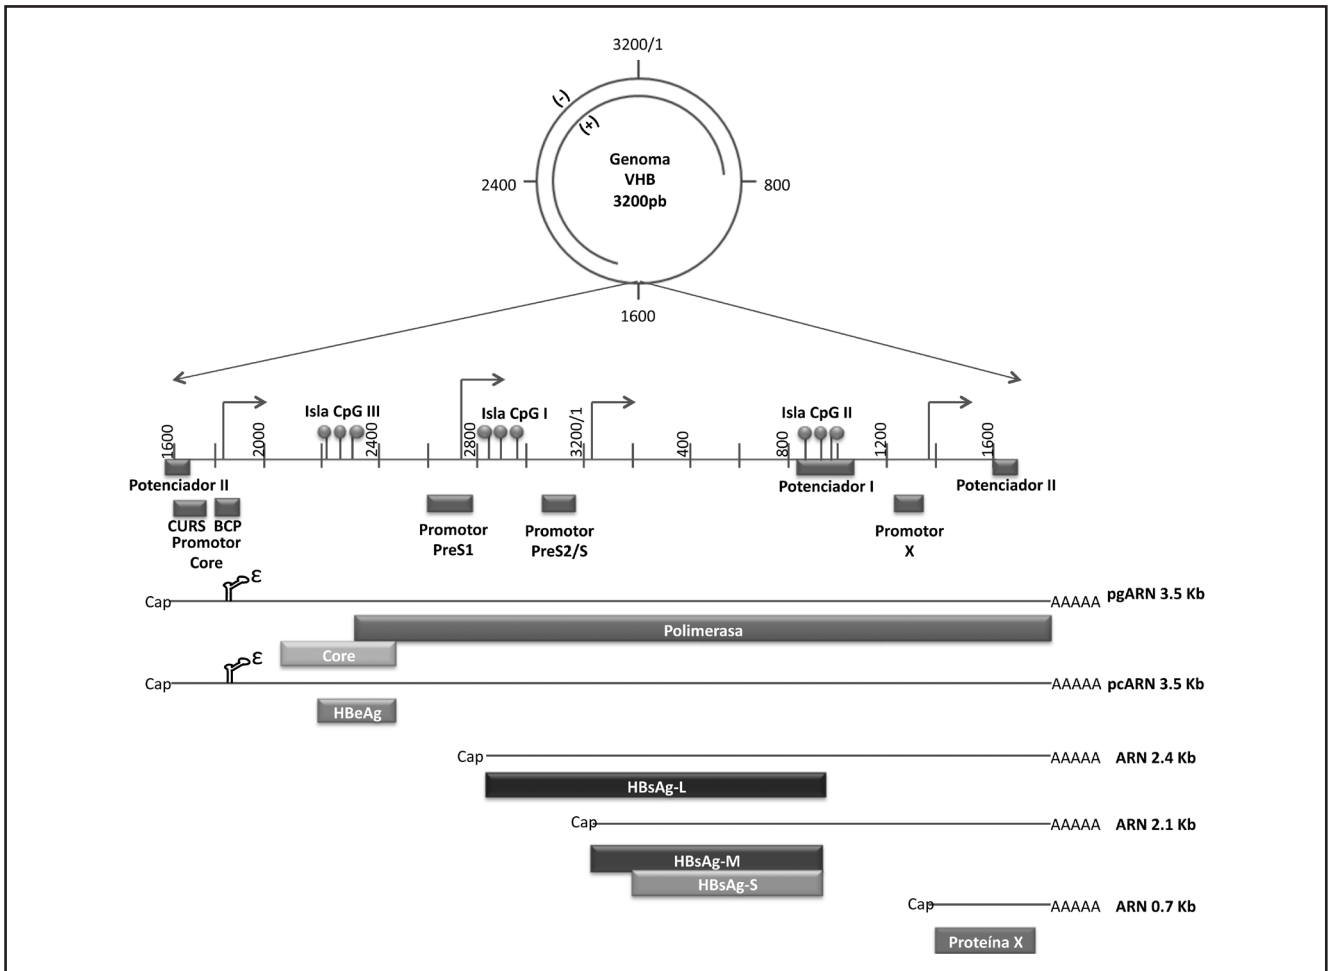 3200/1
(-)
(+)
Genoma
VHB
3200pb
2400
800
1600
Isla CpG III
Isla CpG I
Isla CpG II
1600
2000
2400
2800
3200/1
400
800
1200
1600
Potenciador II
Potenciador I
Potenciador II
CURS BCP
Promotor
Core
Promotor
PreS1
Promotor
PreS2/S
Promotor
X
ε
Cap
AAAAA
pgARN 3.5 Kb
Polimerasa
Core
ε
Cap
AAAAA
pcARN 3.5 Kb
HBeAg
Cap
AAAAA
ARN 2.4 Kb
HBsAg-L
Cap
AAAAA
ARN 2.1 Kb
HBsAg-M
HBsAg-S
Cap
AAAAA
ARN 0.7 Kb
Proteína X